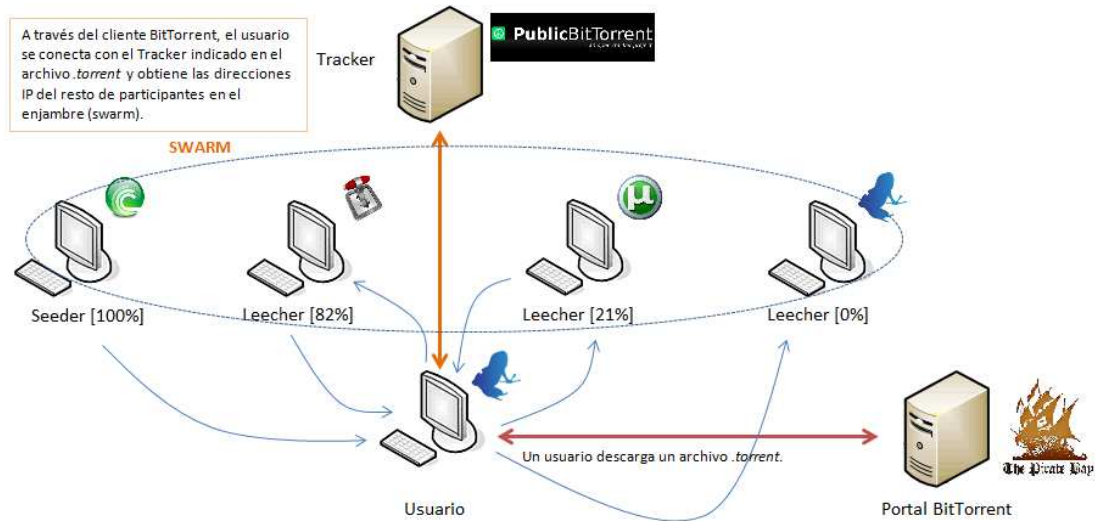 A través del cliente BitTorrent, el usuario
se conecta con el Tracker indicado en el
archivo .torrent y obtiene las direcciones
IP del resto de participantes en el
enjambre (swarm).
Tracker
PublicBitTorrent
SWARM
µ
Seeder [100%]
Leecher [82%]
Leecher [21%]
Leecher [0%]
Un usuario descarga un archivo .torrent.
The Pirate Bay
Usuario
Portal BitTorrent